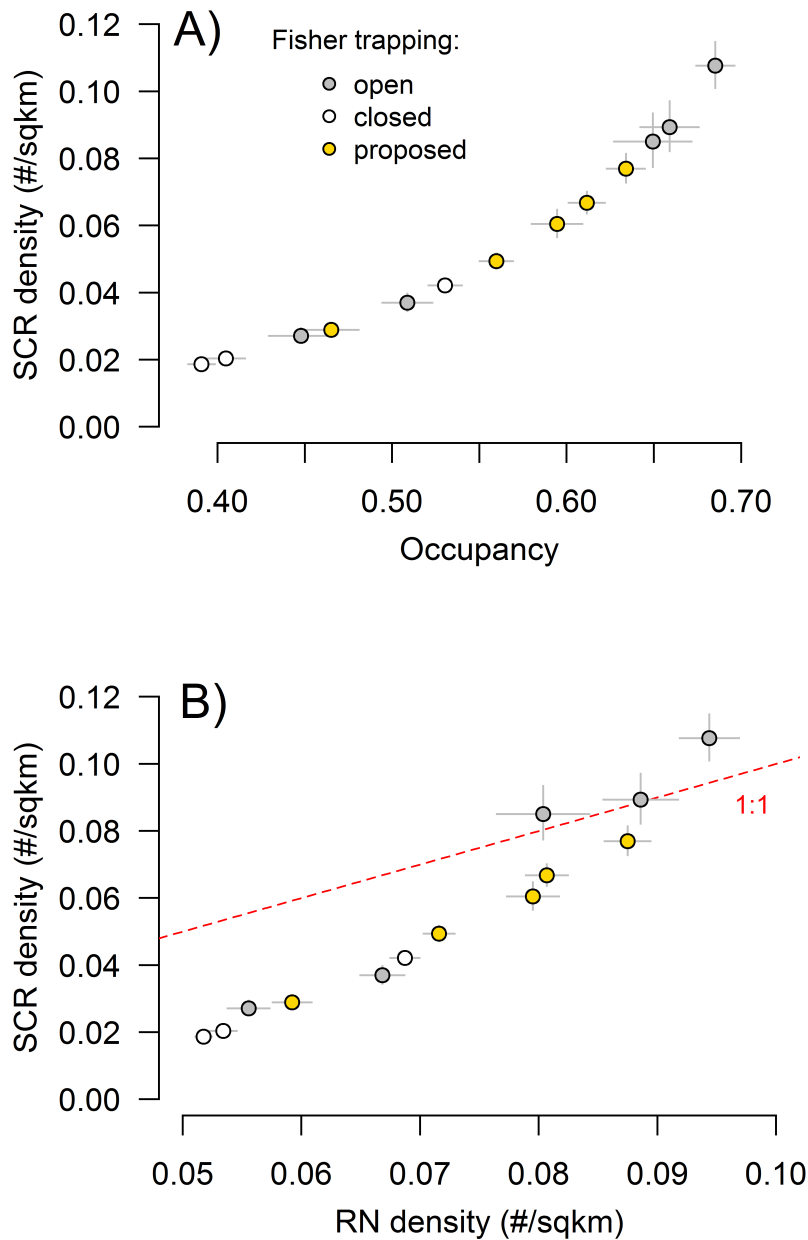 A)
Fisher trapping:
open
closed
proposed
SCR density (#/sqkm)
0.12
0.10
0.08
0.06
0.04
0.02
0.00
0.40 0.50 0.60 0.70
Occupancy
B)
SCR density (#/sqkm)
0.12
0.10
0.08
0.06
0.04
0.02
0.00
1:1
0.05 0.06 0.07 0.08 0.09 0.10
RN density (#/sqkm)